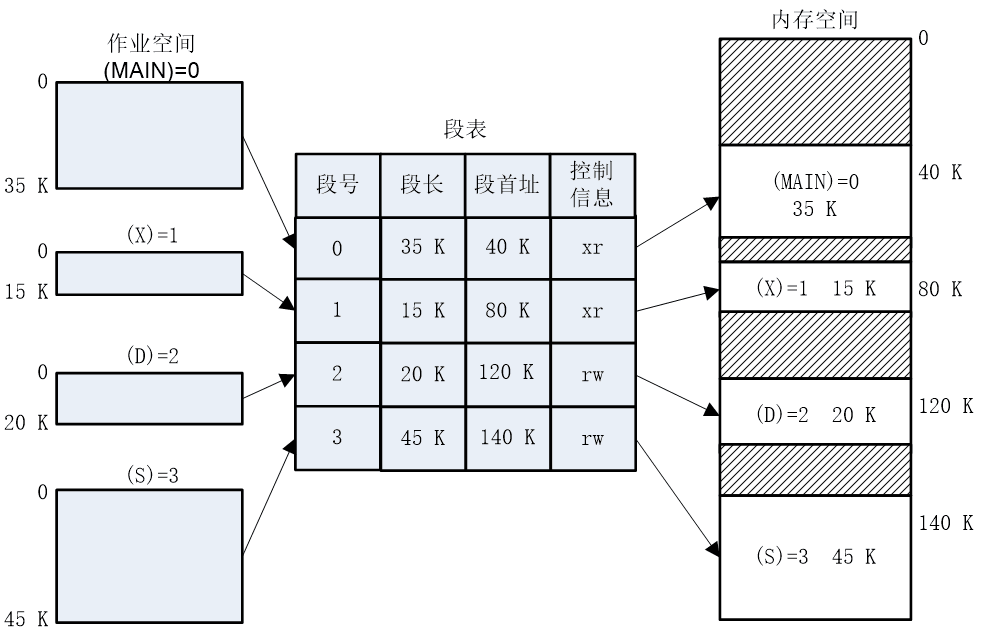 作业空间
(MAIN)=0
0
35 K
(X)=1
0
15 K
(D)=2
0
20 K
(S)=3
0
45 K
段表
段号 段长 段首址 控制信息
0 35 K 40 K xr
1 15 K 80 K xr
2 20 K 120 K rw
3 45 K 140 K rw
内存空间
0
(MAIN)=0
35 K
40 K
(X)=1 15 K
80 K
(D)=2 20 K
120 K
(S)=3 45 K
140 K